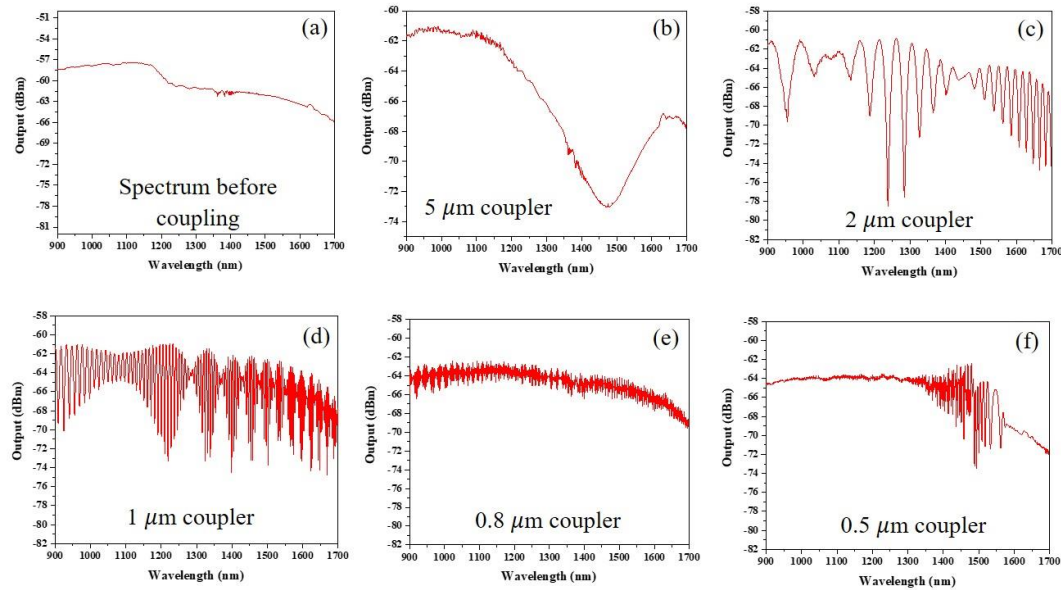 (a)
Output (dBm)
-51
-54
-57
-60
-63
-66
-69
-72
-75
-78
-81
Spectrum before
coupling
900 1000 1100 1200 1300 1400 1500 1600 1700
Wavelength (nm)
(b)
Output (dBm)
-60
-62
-64
-66
-68
-70
-72
-74
5 μm coupler
900 1000 1100 1200 1300 1400 1500 1600 1700
Wavelength (nm)
(c)
Output (dBm)
-58
-60
-62
-64
-66
-68
-70
-72
-74
-76
-78
-80
-82
2 μm coupler
900 1000 1100 1200 1300 1400 1500 1600 1700
Wavelength (nm)
(d)
Output (dBm)
-58
-60
-62
-64
-66
-68
-70
-72
-74
-76
-78
-80
-82
1 μm coupler
900 1000 1100 1200 1300 1400 1500 1600 1700
Wavelength (nm)
(e)
Output (dBm)
-58
-60
-62
-64
-66
-68
-70
-72
-74
-76
-78
-80
-82
0.8 μm coupler
900 1000 1100 1200 1300 1400 1500 1600 1700
Wavelength (nm)
(f)
Output (dBm)
-58
-60
-62
-64
-66
-68
-70
-72
-74
-76
-78
-80
-82
0.5 μm coupler
900 1000 1100 1200 1300 1400 1500 1600 1700
Wavelength (nm)